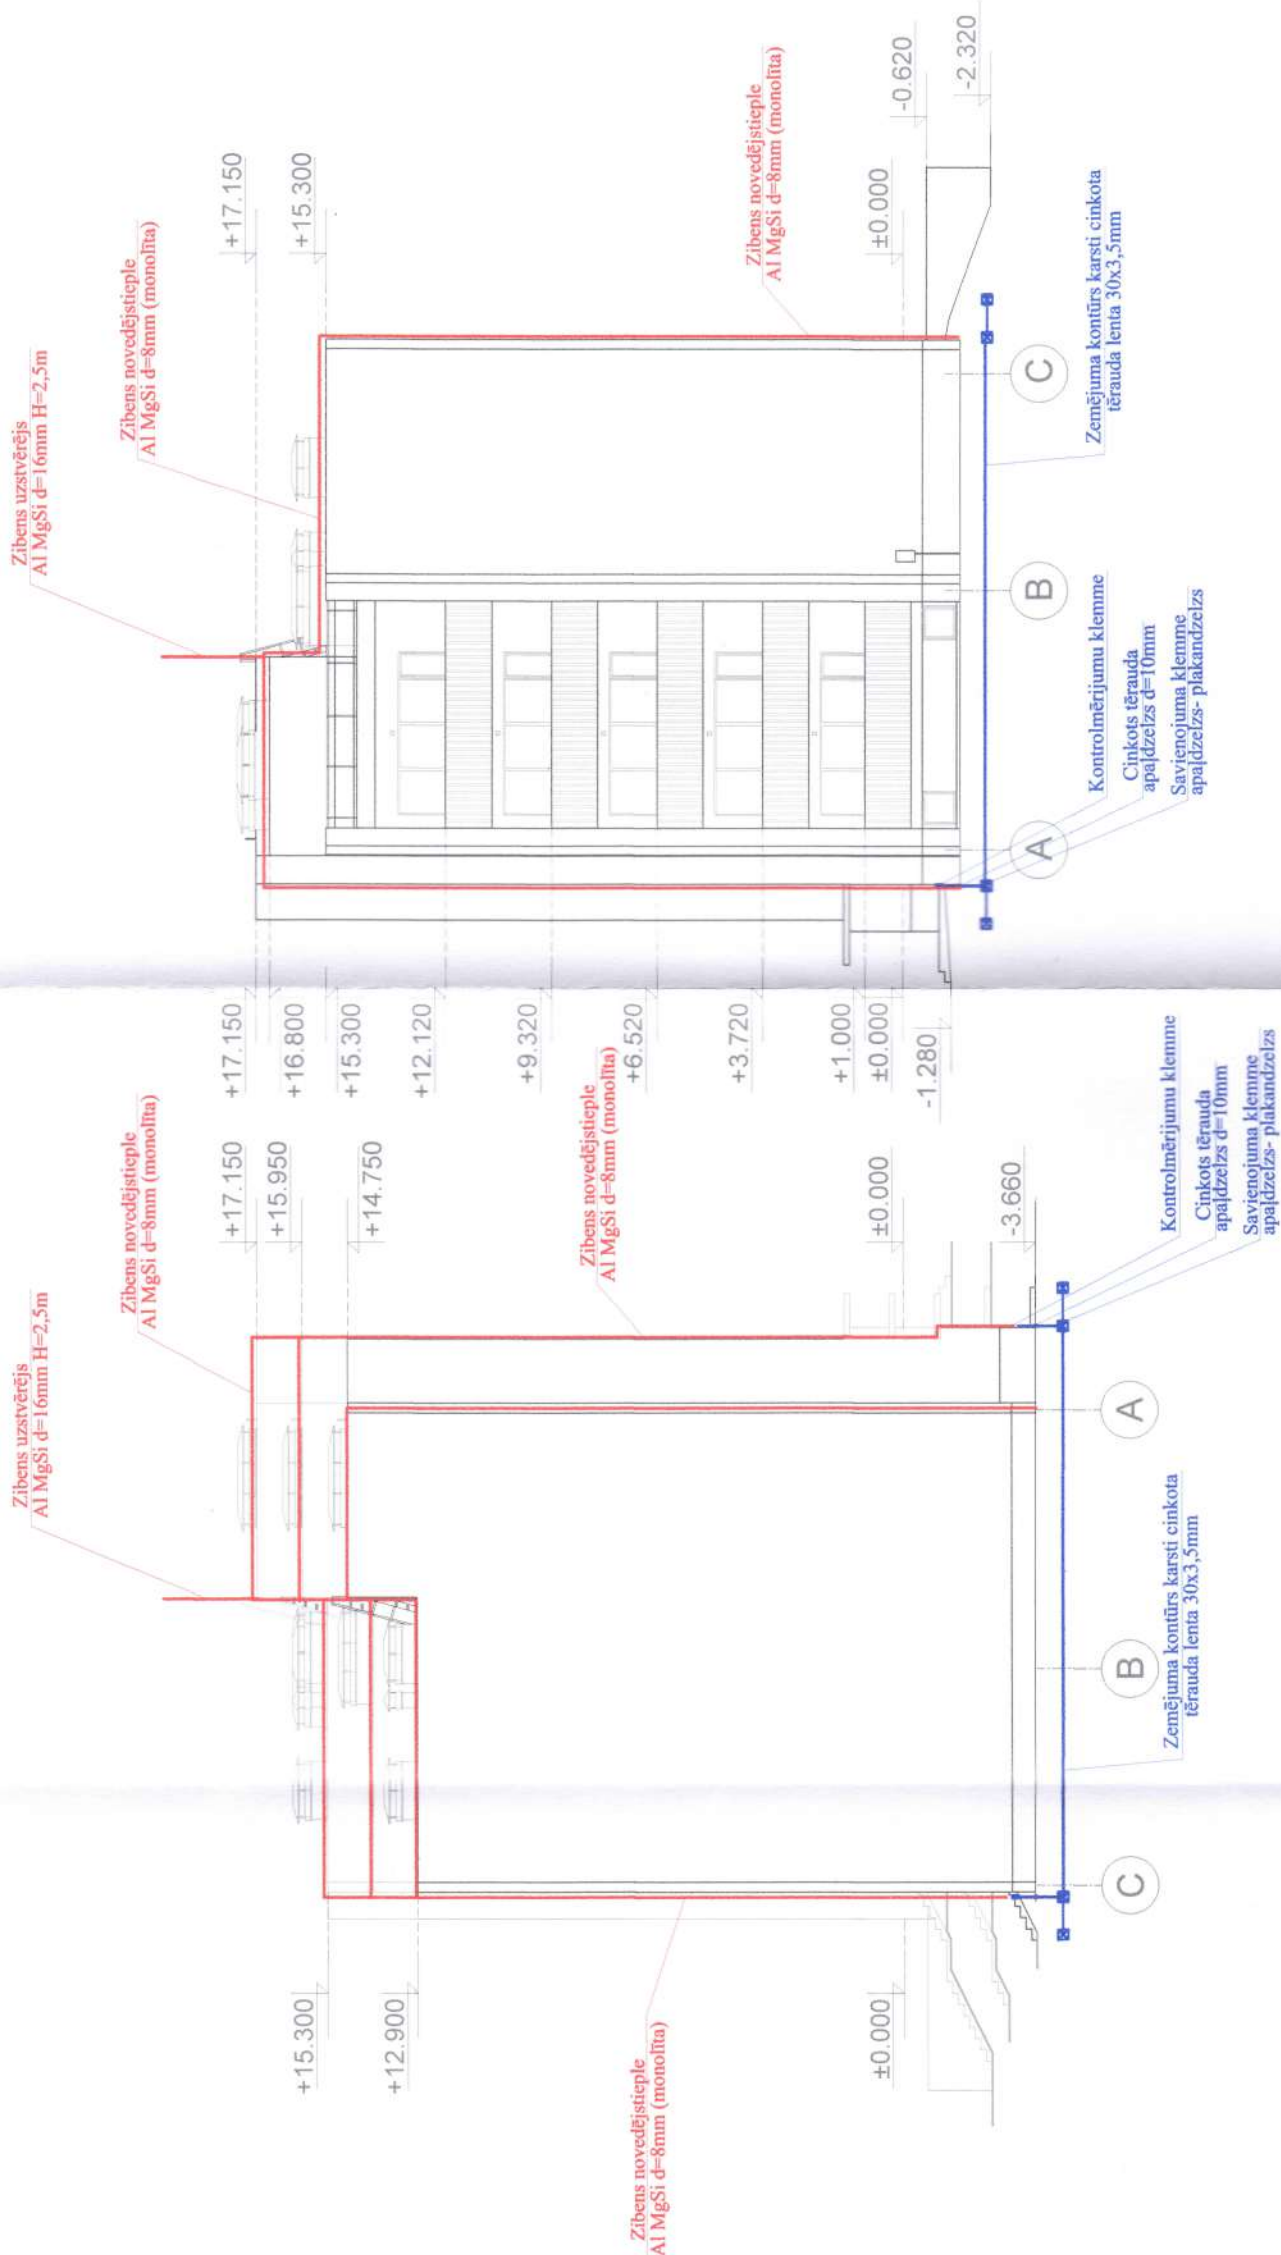 Zibens uzstvērējs
Al MgSi d=16mm H=2,5m
Zibens novedējstieple
Al MgSi d=8mm (monolīta)
+17.150
+15.950
+14.750
Zibens novedējstieple
Al MgSi d=8mm (monolīta)
±0.000
-3.660
+15.300
+12.900
Zibens novedējstieple
Al MgSi d=8mm (monolīta)
±0.000
C
B
A
Zemējuma kontūrs karsti cinkota
tērauda lenta 30x3,5mm
Kontrolmērijumu klemme
Cinkots tērauda
apaļdzelzs d=10mm
Savienojuma klemme
apaļdzelzs- plakandzelzs
Zibens uzstvērējs
Al MgSi d=16mm H=2,5m
Zibens novedējstieple
Al MgSi d=8mm (monolīta)
+17.150
+15.300
Zibens novedējstieple
Al MgSi d=8mm (monolīta)
±0.000
-0.620
-2.320
+17.150
+16.800
+15.300
+12.120
+9.320
+6.520
+3.720
+1.000
±0.000
-1.280
A
B
C
Kontrolmērijumu klemme
Cinkots tērauda
apaļdzelzs d=10mm
Savienojuma klemme
apaļdzelzs- plakandzelzs
Zemējuma kontūrs karsti cinkota
tērauda lenta 30x3,5mm